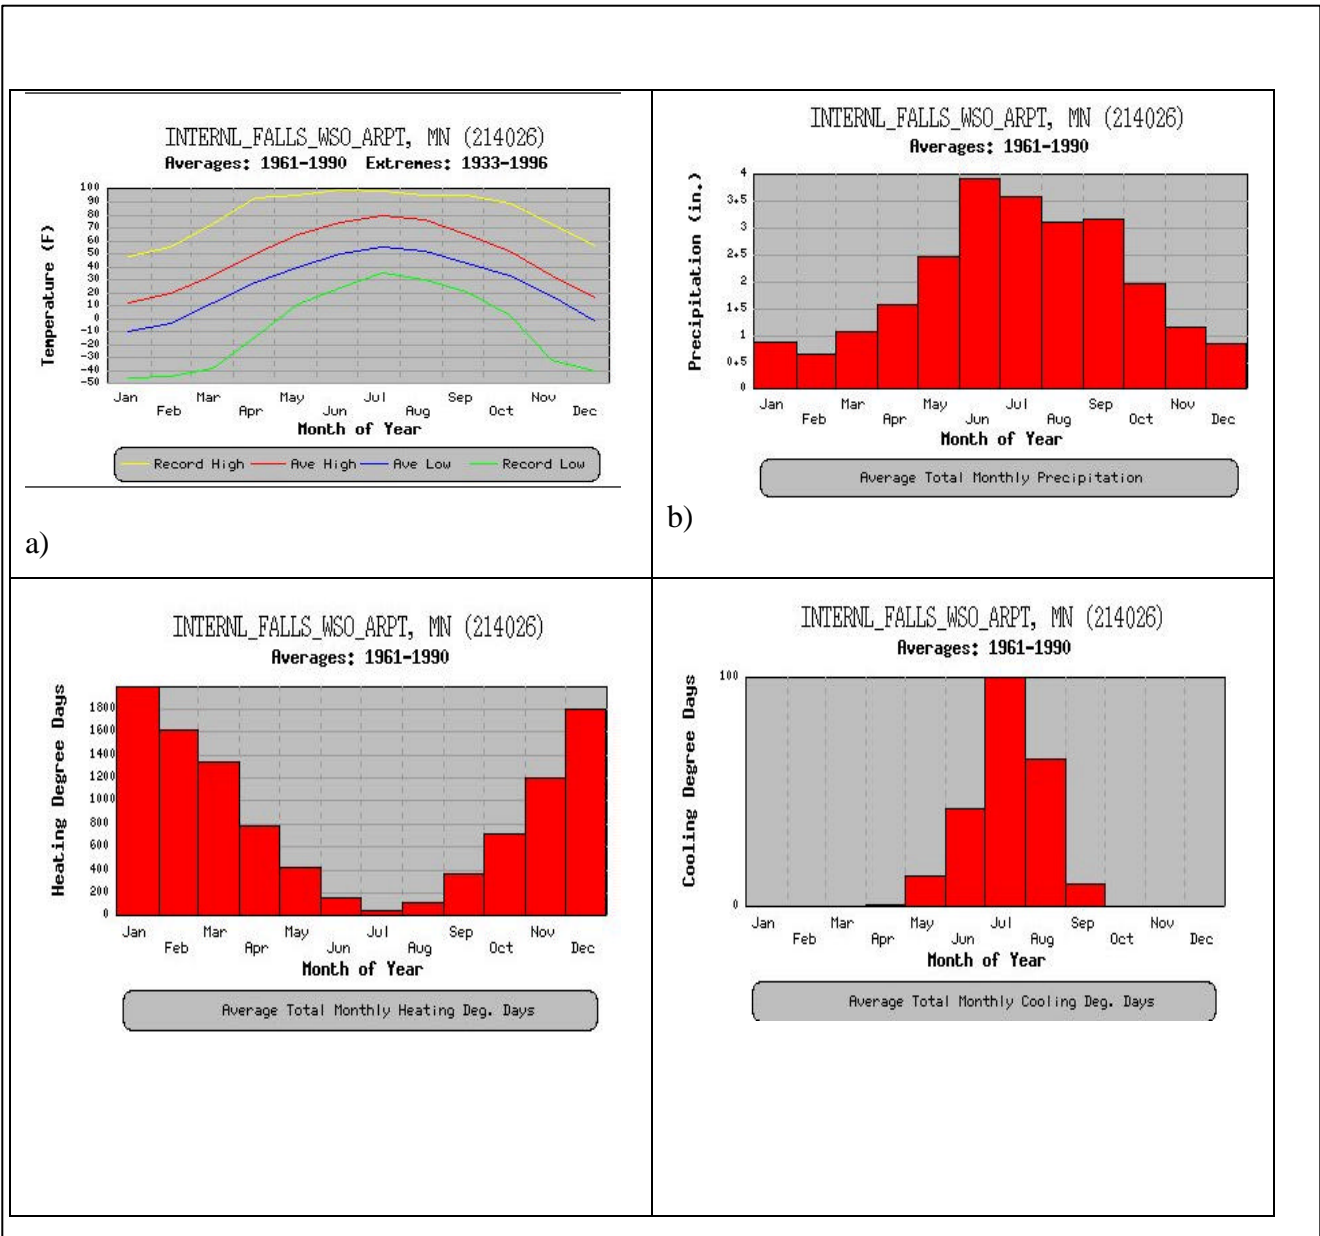 INTERNL_FALLS_WSO_ARPT, MN (214026)
Averages: 1961-1990 Extremes: 1933-1996
Temperature (F)
100
90
80
70
60
50
40
30
20
10
0
-10
-20
-30
-40
-50
Jan Feb Mar Apr May Jun Jul Aug Sep Oct Nov Dec
Month of Year
Record High Ave High Ave Low Record Low
a)
INTERNL_FALLS_WSO_ARPT, MN (214026)
Averages: 1961-1990
Precipitation (in.)
4
3.5
3
2.5
2
1.5
1
0.5
0
Jan Feb Mar Apr May Jun Jul Aug Sep Oct Nov Dec
Month of Year
Average Total Monthly Precipitation
b)
INTERNL_FALLS_WSO_ARPT, MN (214026)
Averages: 1961-1990
Heating Degree Days
1800
1600
1400
1200
1000
800
600
400
200
0
Jan Feb Mar Apr May Jun Jul Aug Sep Oct Nov Dec
Month of Year
Average Total Monthly Heating Deg. Days
INTERNL_FALLS_WSO_ARPT, MN (214026)
Averages: 1961-1990
Cooling Degree Days
100
0
Jan Feb Mar Apr May Jun Jul Aug Sep Oct Nov Dec
Month of Year
Average Total Monthly Cooling Deg. Days